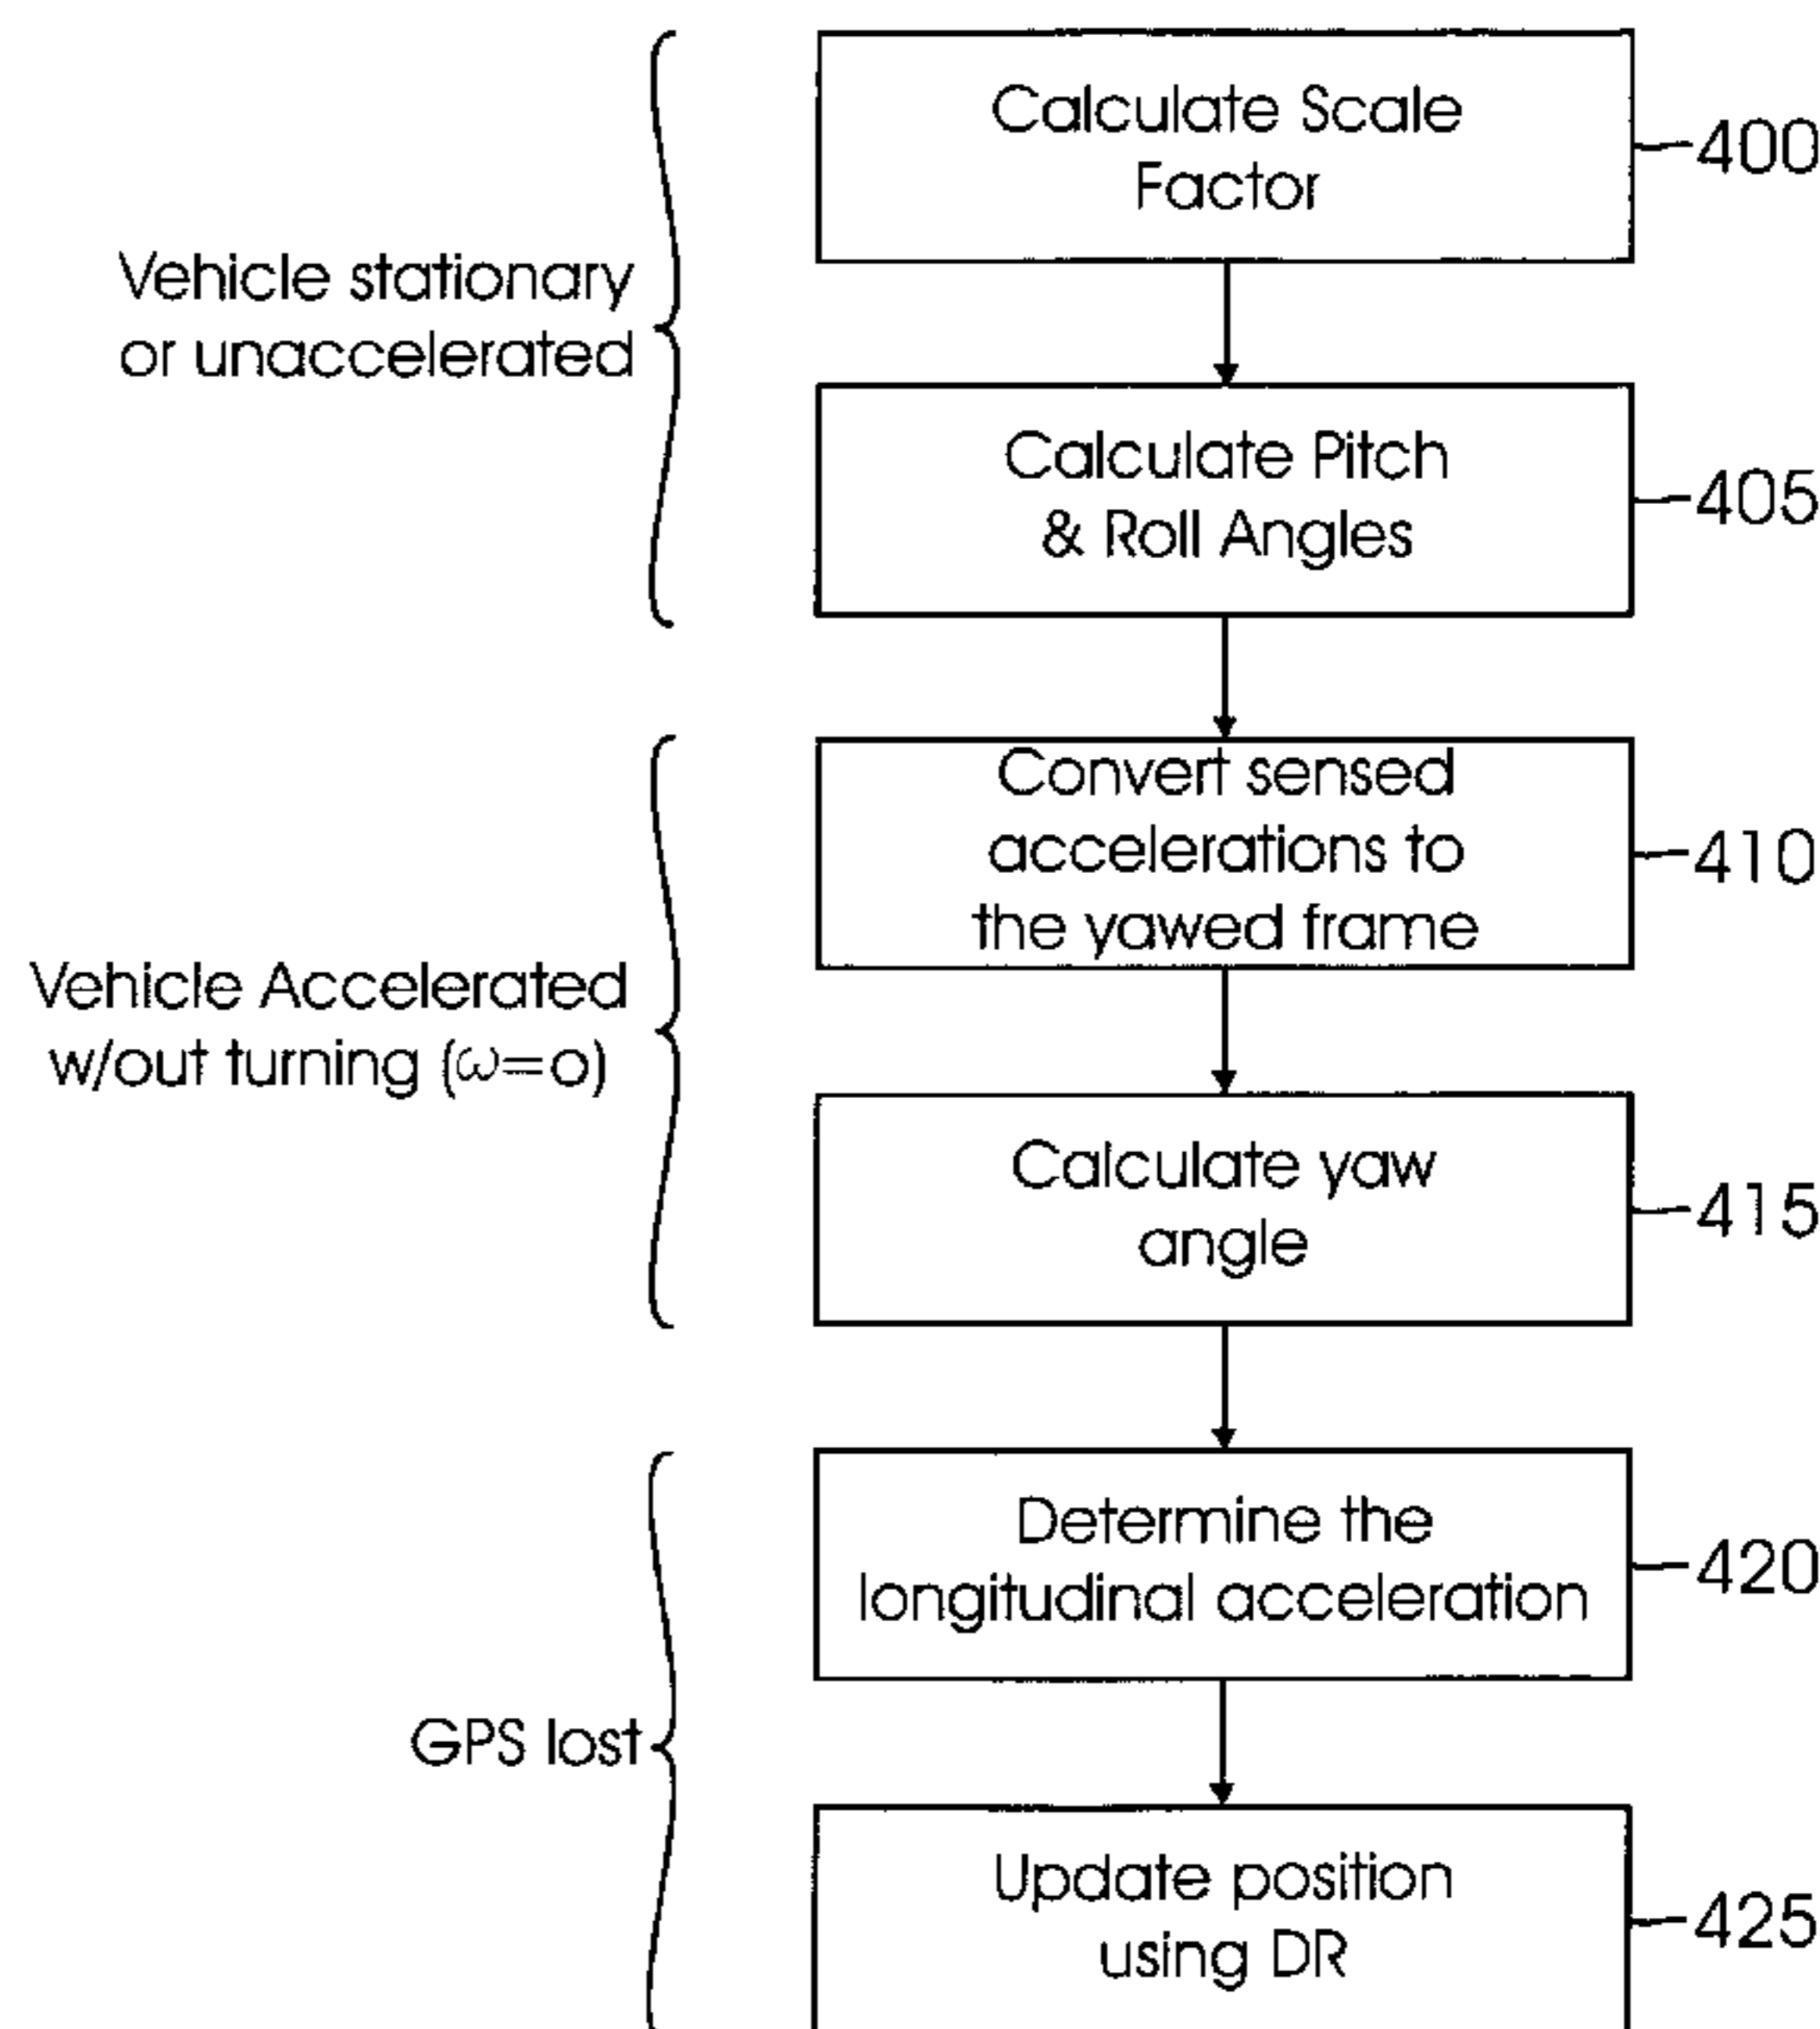 Calculate Scale
Factor
400
Vehicle stationary
or unaccelerated
Calculate Pitch
& Roll Angles
405
Convert sensed
accelerations to
the yawed frame
410
Vehicle Accelerated
w/out turning (ω=o)
Calculate yaw
angle
415
Determine the
longitudinal acceleration
420
GPS lost
Update position
using DR
425